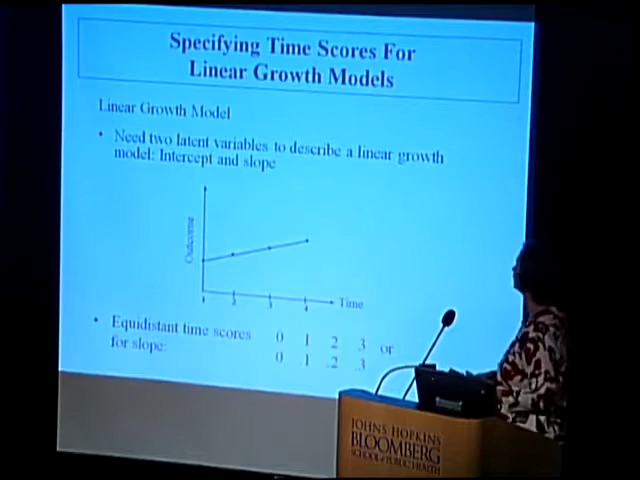 Specifying Time Scores For
Linear Growth Models
Linear Growth Model
• Need two latent variables to describe a linear growth
model: Intercept and slope
Outcome
Time
1 2 3 4
• Equidistant time scores 0 1 2 3 or
for slope: 0 .1 .2 .3
JOHNS HOPKINS
BLOOMBERG
SCHOOL of PUBLIC HEALTH